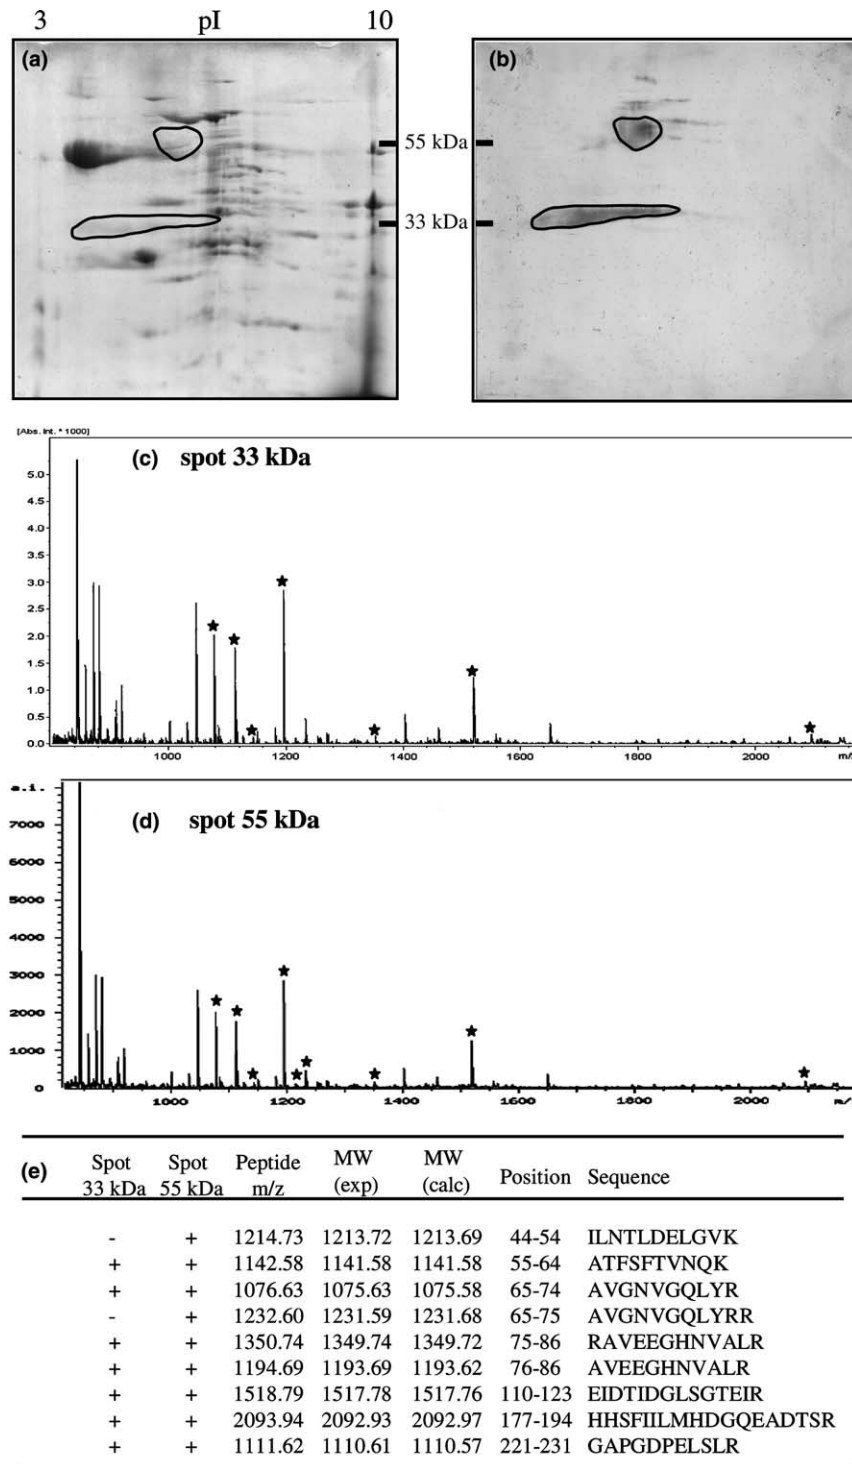 3 pI 10
(a) (b)
55 kDa
33 kDa
[Abs. Int. * 1000]
(c) spot 33 kDa
5.0
4.5
4.0
3.5
3.0
2.5
2.0
1.5
1.0
0.5
0.0
1000 1200 1400 1600 1800 2000 m/z
a.i.
(d) spot 55 kDa
7000
6000
5000
4000
3000
2000
1000
0
1000 1200 1400 1600 1800 2000 m/
(e) Spot Spot Peptide MW MW Position Sequence
33 kDa 55 kDa m/z (exp) (calc)
- + 1214.73 1213.72 1213.69 44-54 ILNTLDELGVK
+ + 1142.58 1141.58 1141.58 55-64 ATFSFTVNQK
+ + 1076.63 1075.63 1075.58 65-74 AVGNVGQLYR
- + 1232.60 1231.59 1231.68 65-75 AVGNVGQLYRR
+ + 1350.74 1349.74 1349.72 75-86 RAVEEGHNVALR
+ + 1194.69 1193.69 1193.62 76-86 AVEEGHNVALR
+ + 1518.79 1517.78 1517.76 110-123 EIDTIDGLSGTEIR
+ + 2093.94 2092.93 2092.97 177-194 HHSFIILMHDGQEADTSR
+ + 1111.62 1110.61 1110.57 221-231 GAPGDPELSLR